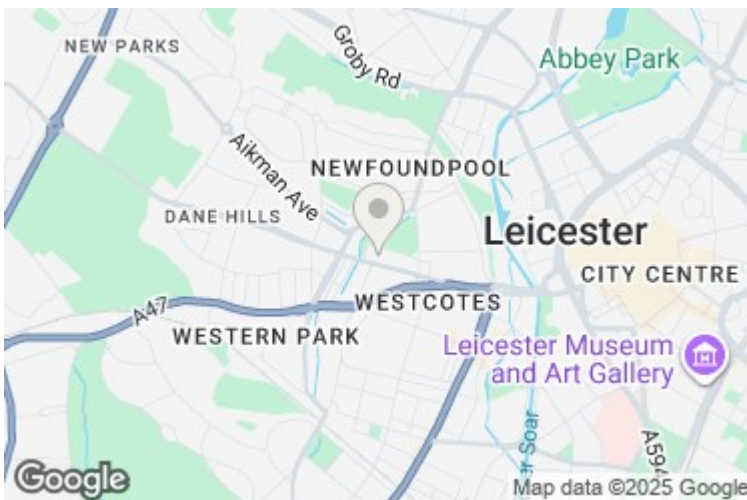 NEW PARKS
Groby Rd
Abbey Park
Aikman Ave
NEWFOUNDPOOL
DANE HILLS
Leicester
CITY CENTRE
A47
WESTCOTES
WESTERN PARK
Leicester Museum
and Art Gallery
er Soar
A594
Google
Map data ©2025 Google